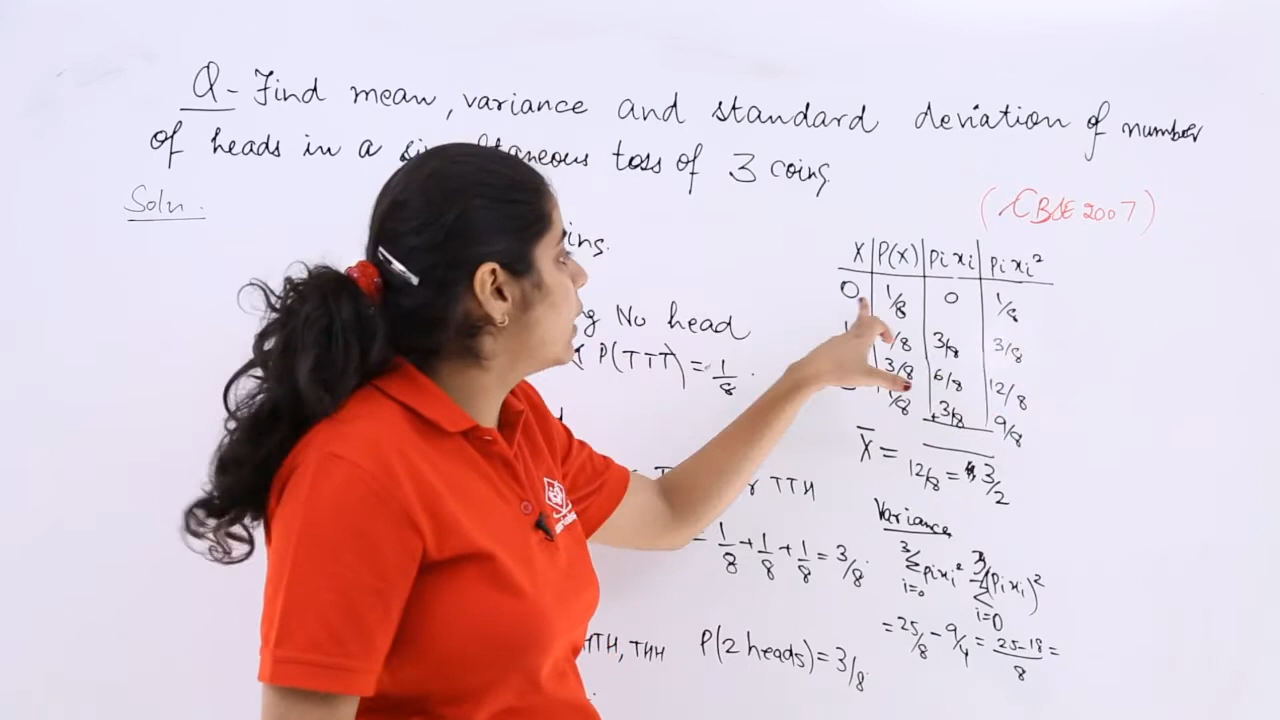 Q- Find mean, variance and standard deviation of number
of heads in a toss of 3 coins.
Soln.
(CBSE 2007)
X | P(X) | pi xi | pi xi²
0 | 1/8 | 0 | 1/8
/8 | 3/8 | 3/8
3/8 | 6/8 | 12/8
1/8 | +3/8 | 9/8
No head
P(TTT) = 1/8.
X̄ = 12/8 = 3/2
TTH
Variance
3 Σ i=0 pi xi² - 3 Σ i=0 (pi xi)²
= 1/8 + 1/8 + 1/8 = 3/8.
= 25/8 - 9/4 = 25-18/8 =
HTH, THH P(2 heads) = 3/8.